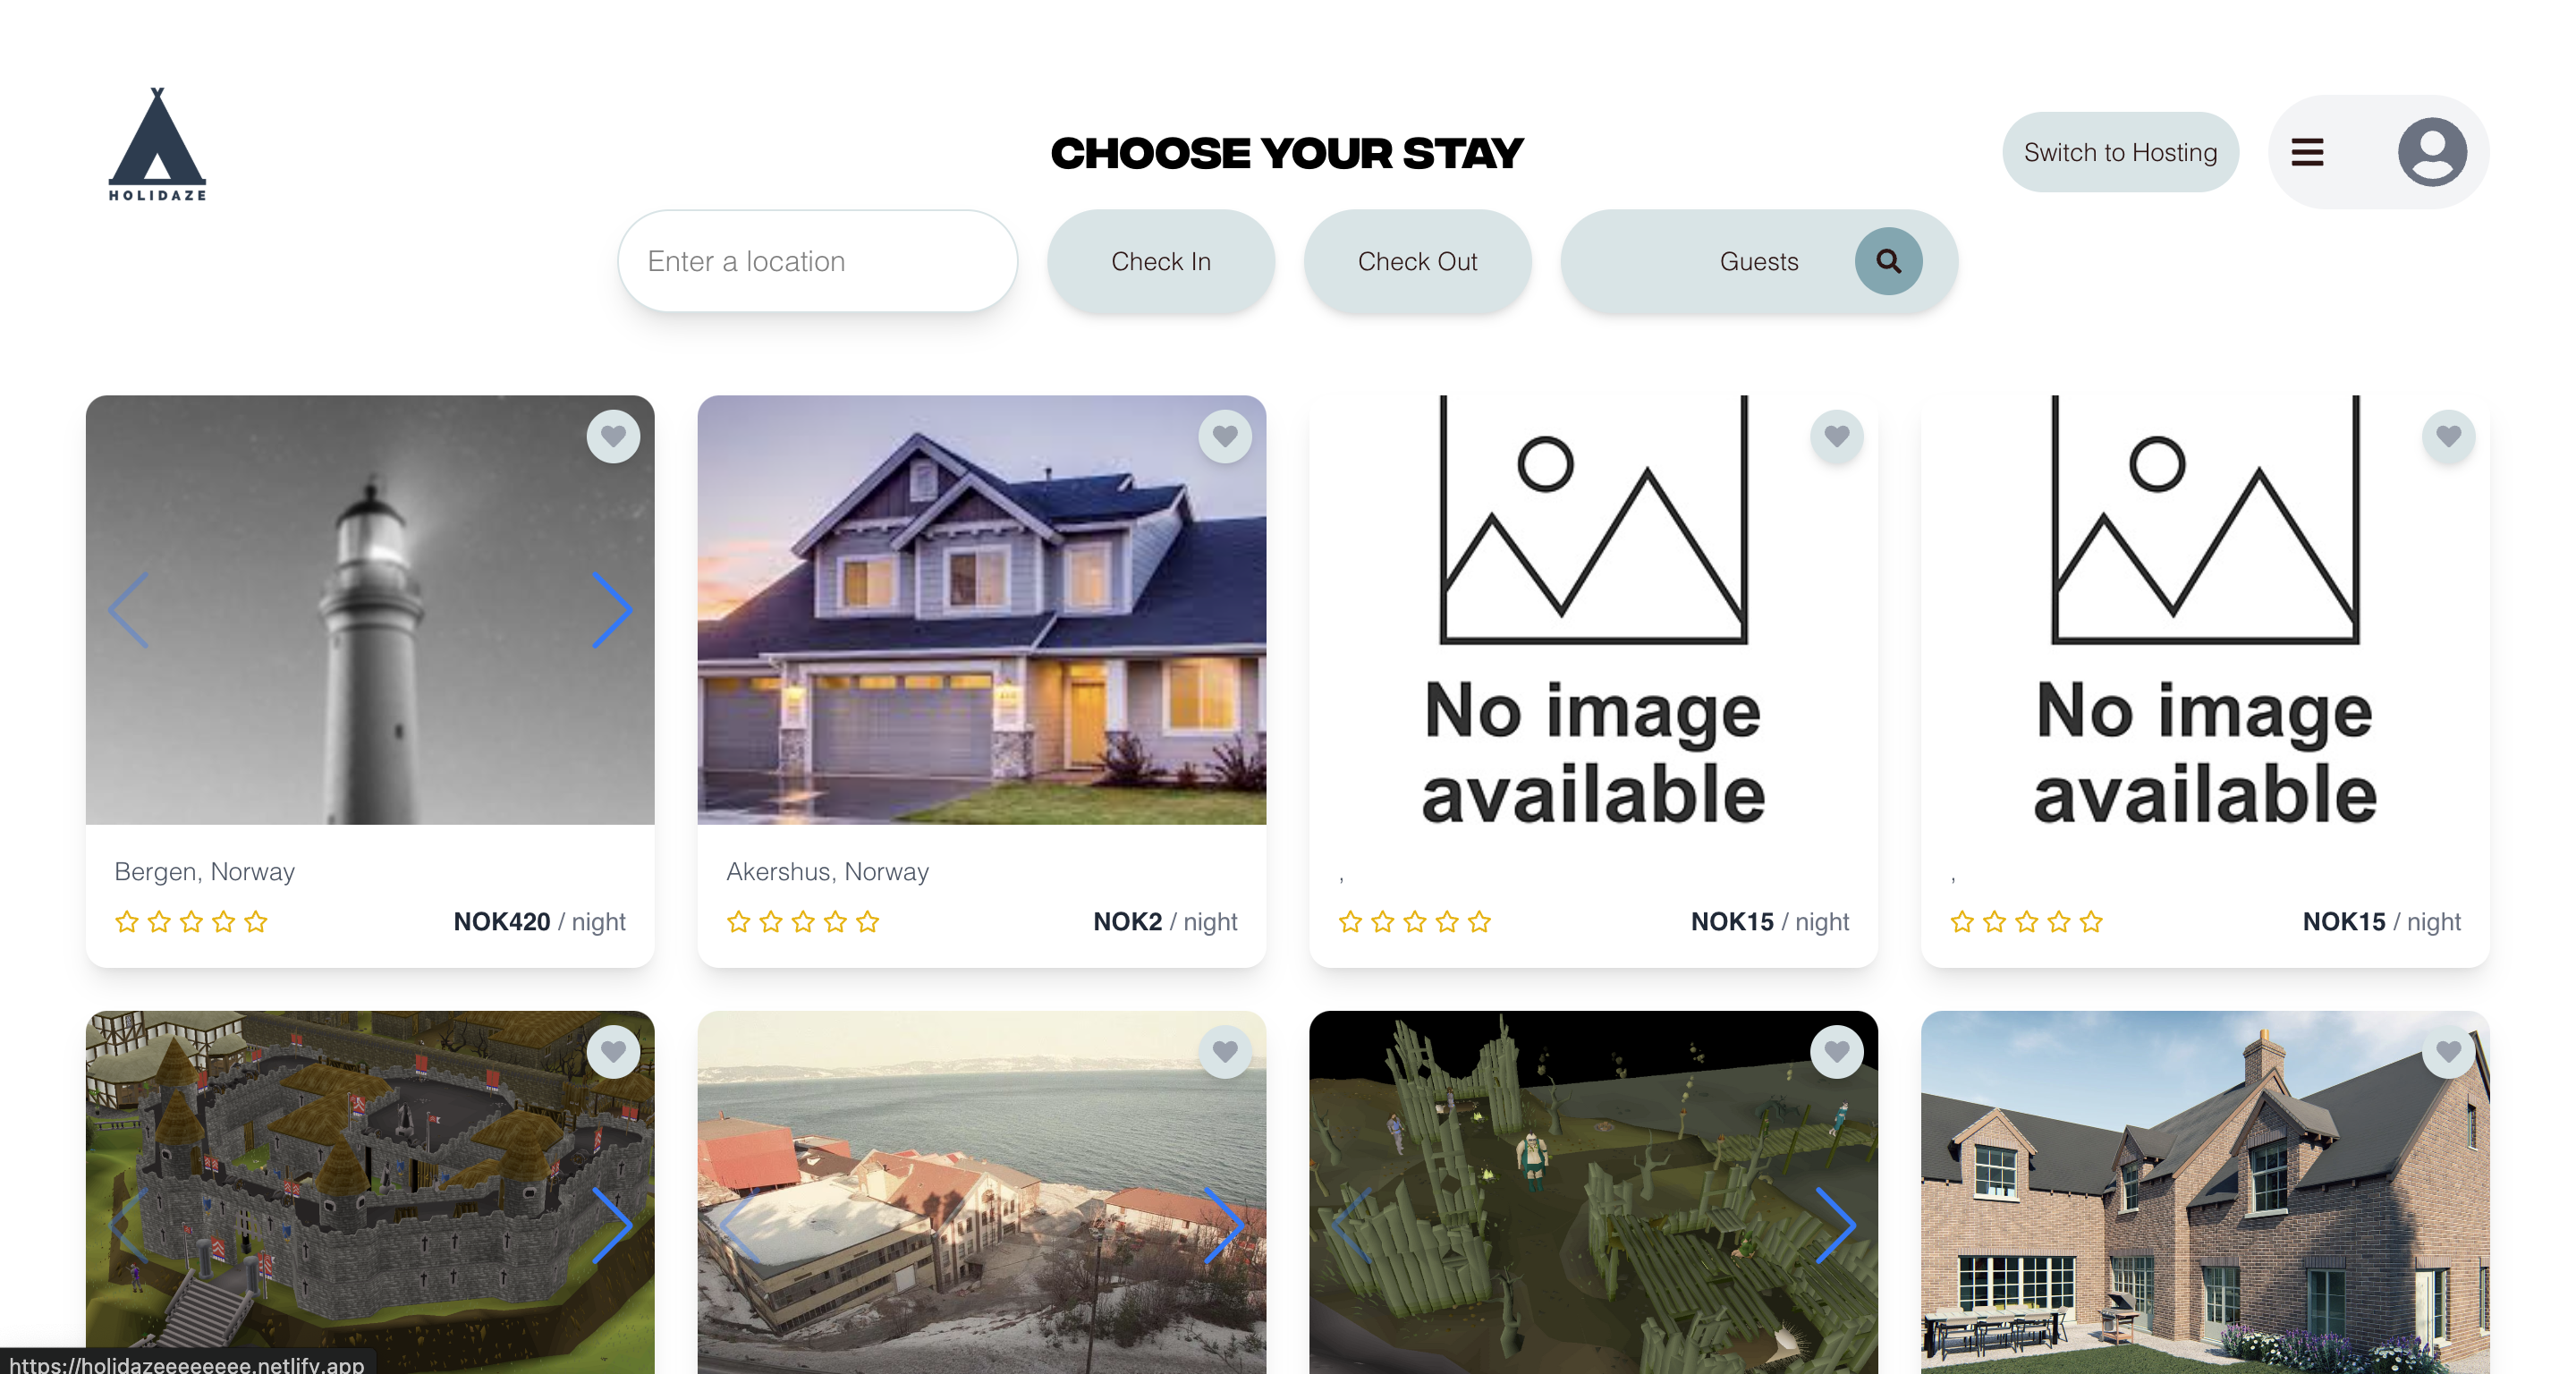 HOLIDAZE
CHOOSE YOUR STAY
Switch to Hosting
Enter a location
Check In
Check Out
Guests
No image
available
No image
available
Bergen, Norway
NOK420 / night
Akershus, Norway
NOK2 / night
,
NOK15 / night
,
NOK15 / night
https://holidazeeeeeeee.netlify.app